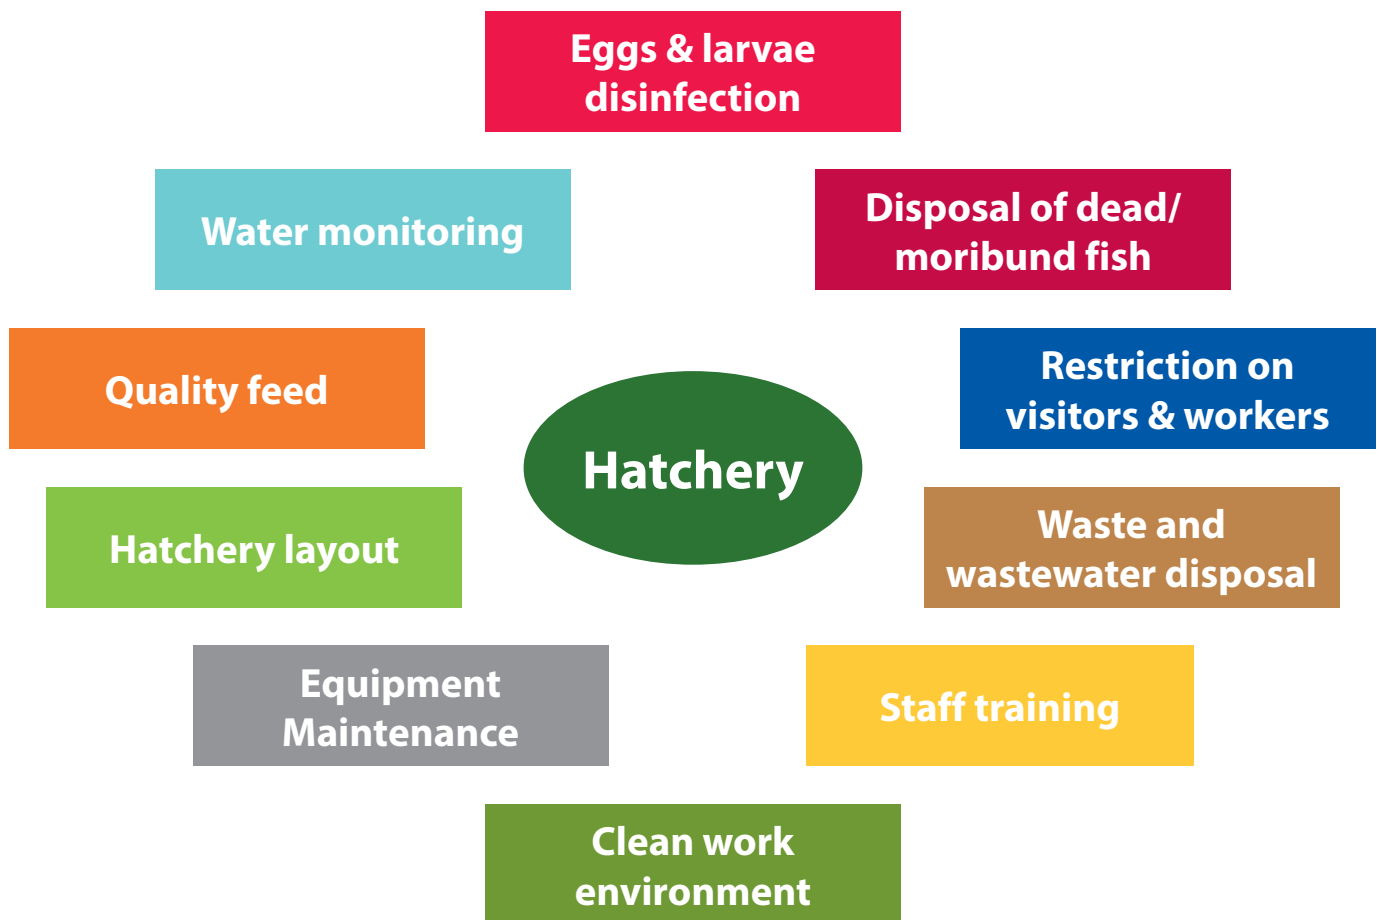 Eggs & larvae
disinfection
Water monitoring
Disposal of dead/
moribund fish
Quality feed
Restriction on
visitors & workers
Hatchery
Hatchery layout
Waste and
wastewater disposal
Equipment
Maintenance
Staff training
Clean work
environment